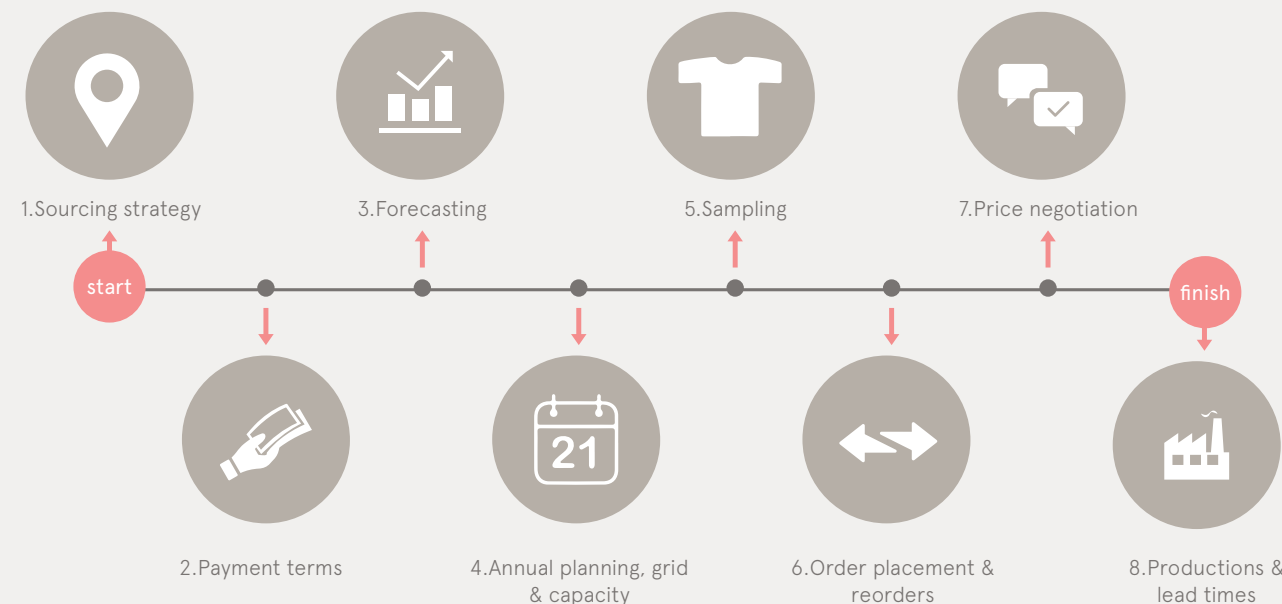 1.Sourcing strategy
3.Forecasting
5.Sampling
7.Price negotiation
start
finish
21
2.Payment terms
4.Annual planning, grid
& capacity
6.Order placement &
reorders
8.Productions &
lead times